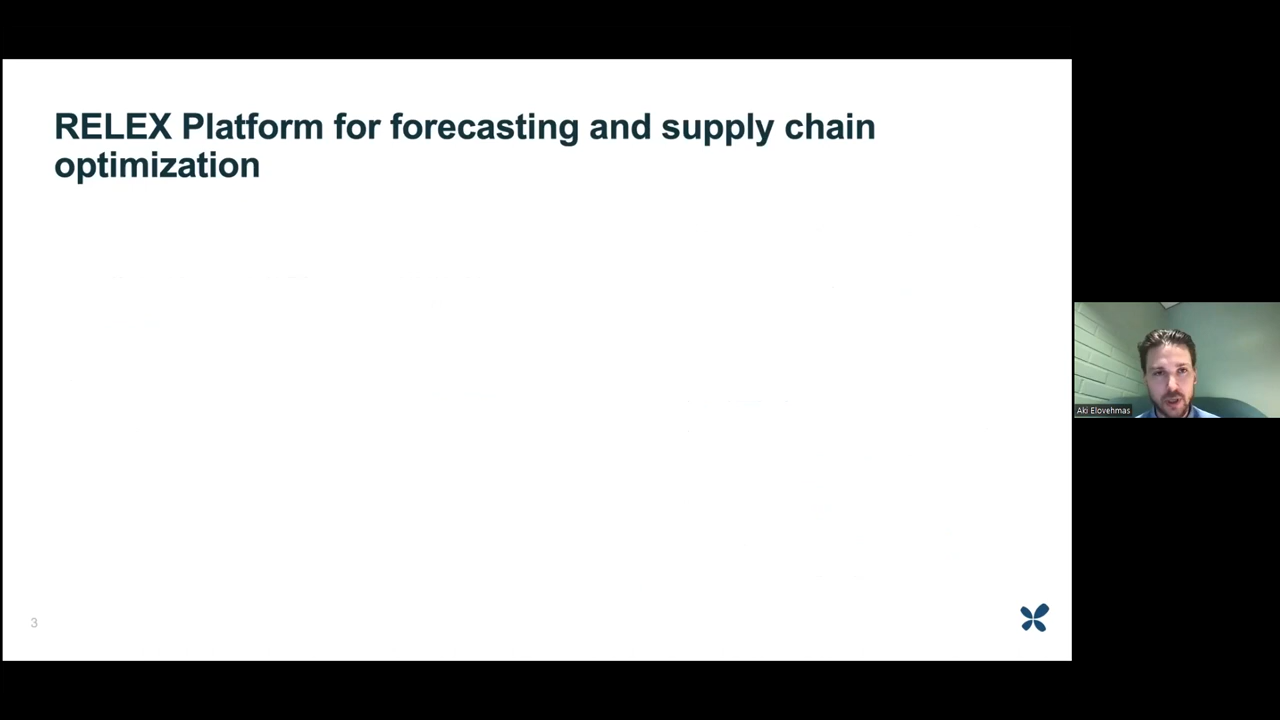 RELEX Platform for forecasting and supply chain
optimization
Aki Elovehmas
3